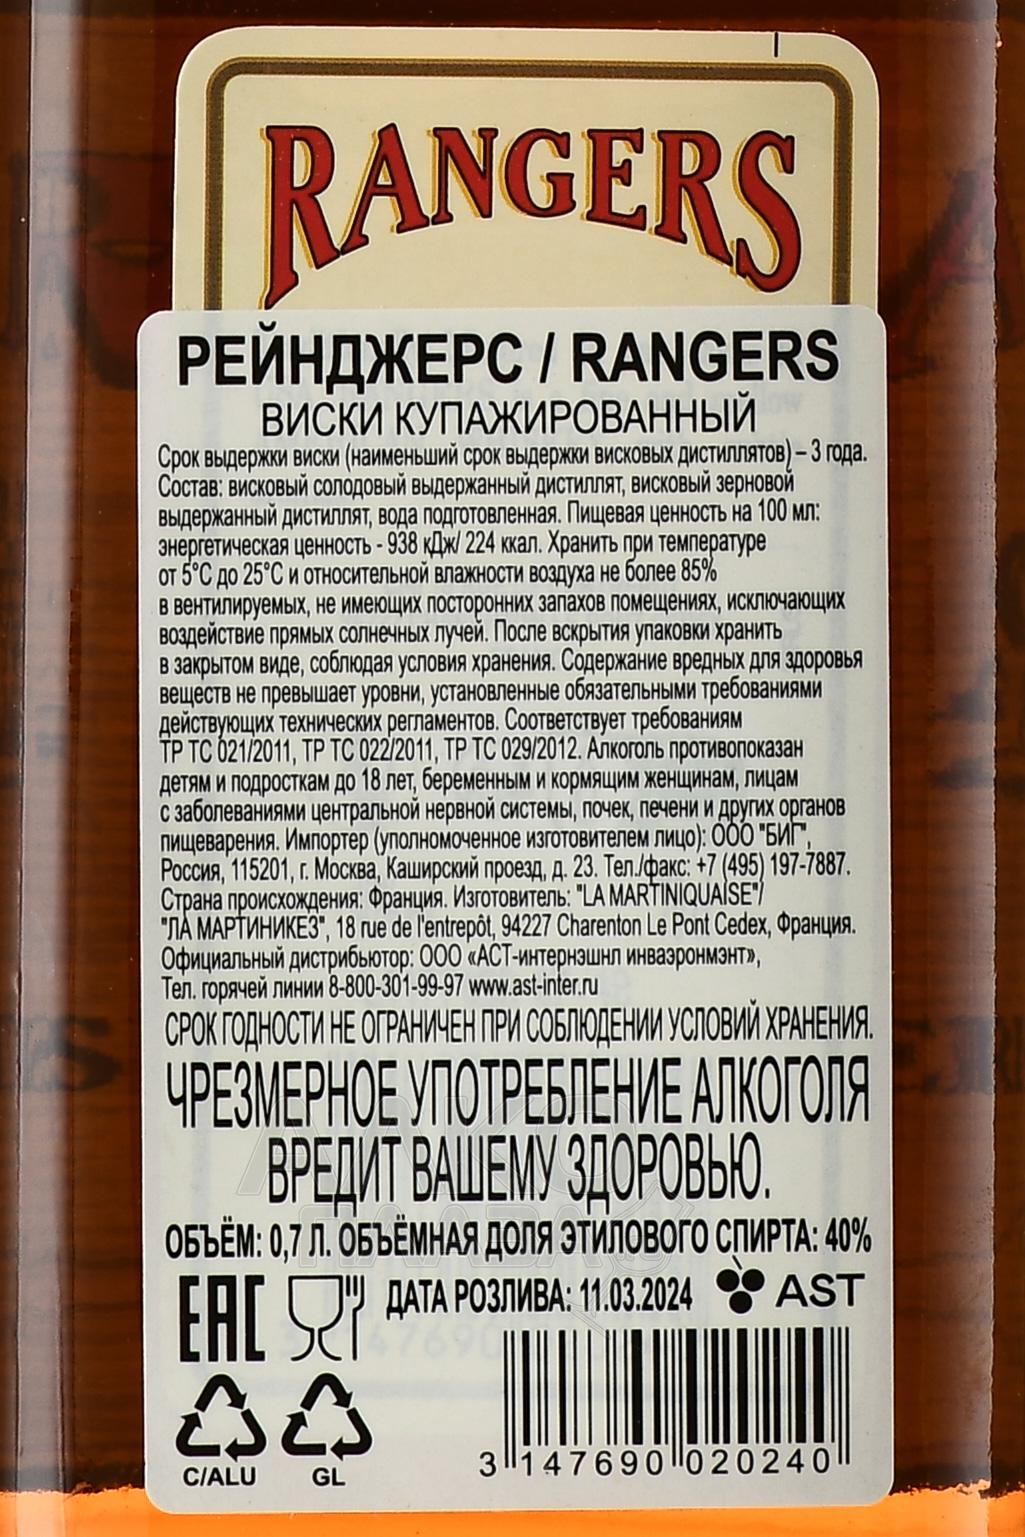 RANGERS
РЕЙНДЖЕРС / RANGERS
ВИСКИ КУПАЖИРОВАННЫЙ
Срок выдержки виски (наименьший срок выдержки висковых дистиллятов) – 3 года.
Состав: висковый солодовый выдержанный дистиллят, висковый зерновой
выдержанный дистиллят, вода подготовленная. Пищевая ценность на 100 мл:
энергетическая ценность - 938 кДж/ 224 ккал. Хранить при температуре
от 5°С до 25°С и относительной влажности воздуха не более 85%
в вентилируемых, не имеющих посторонних запахов помещениях, исключающих
воздействие прямых солнечных лучей. После вскрытия упаковки хранить
в закрытом виде, соблюдая условия хранения. Содержание вредных для здоровья
веществ не превышает уровни, установленные обязательными требованиями
действующих технических регламентов. Соответствует требованиям
ТР ТС 021/2011, ТР ТС 022/2011, ТР ТС 029/2012. Алкоголь противопоказан
детям и подросткам до 18 лет, беременным и кормящим женщинам, лицам
с заболеваниями центральной нервной системы, почек, печени и других органов
пищеварения. Импортер (уполномоченное изготовителем лицо): ООО "БИГ",
Россия, 115201, г. Москва, Каширский проезд, д. 23. Тел./факс: +7 (495) 197-7887.
Страна происхождения: Франция. Изготовитель: "LA MARTINIQUAISE"/
"ЛА МАРТИНИКЕЗ", 18 rue de l'entrepôt, 94227 Charenton Le Pont Cedex, Франция.
Официальный дистрибьютор: ООО «АСТ-интернэшнл инваэронмэнт»,
Тел. горячей линии 8-800-301-99-97 www.ast-inter.ru
СРОК ГОДНОСТИ НЕ ОГРАНИЧЕН ПРИ СОБЛЮДЕНИИ УСЛОВИЙ ХРАНЕНИЯ.
ЧРЕЗМЕРНОЕ УПОТРЕБЛЕНИЕ АЛКОГОЛЯ
ВРЕДИТ ВАШЕМУ ЗДОРОВЬЮ.
ОБЪЁМ: 0,7 Л. ОБЪЁМНАЯ ДОЛЯ ЭТИЛОВОГО СПИРТА: 40%
ЕАС ДАТА РОЗЛИВА: 11.03.2024 AST
C/ALU GL
3 147690 020240